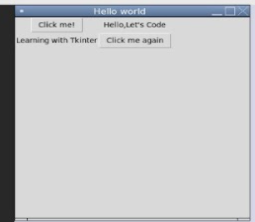 Hello world
Click me! Hello,Let's Code
Learning with Tkinter Click me again